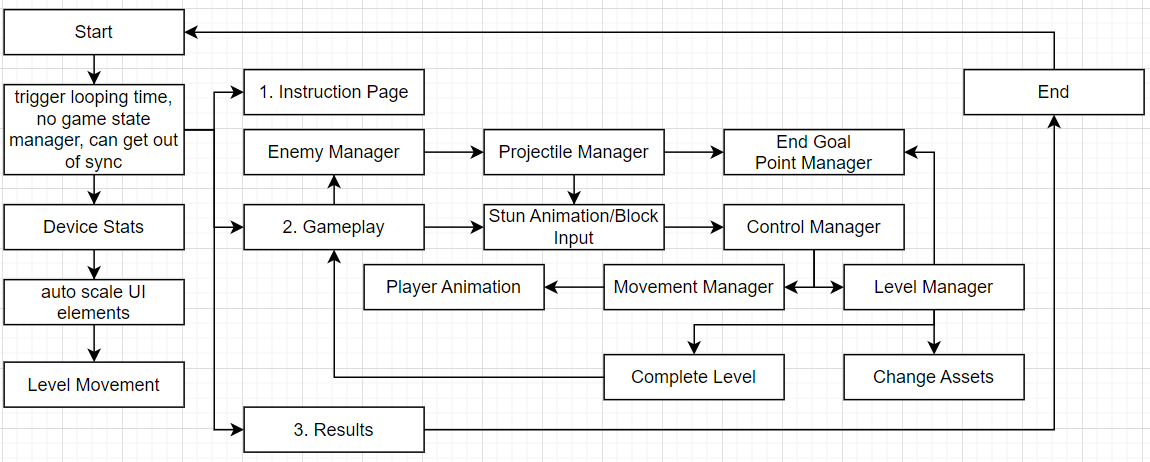 Start
trigger looping time,
no game state
manager, can get out
of sync
Device Stats
auto scale UI
elements
Level Movement
1. Instruction Page
Enemy Manager
Projectile Manager
End Goal
Point Manager
End
2. Gameplay
Stun Animation/Block
Input
Control Manager
Player Animation
Movement Manager
Level Manager
Complete Level
Change Assets
3. Results